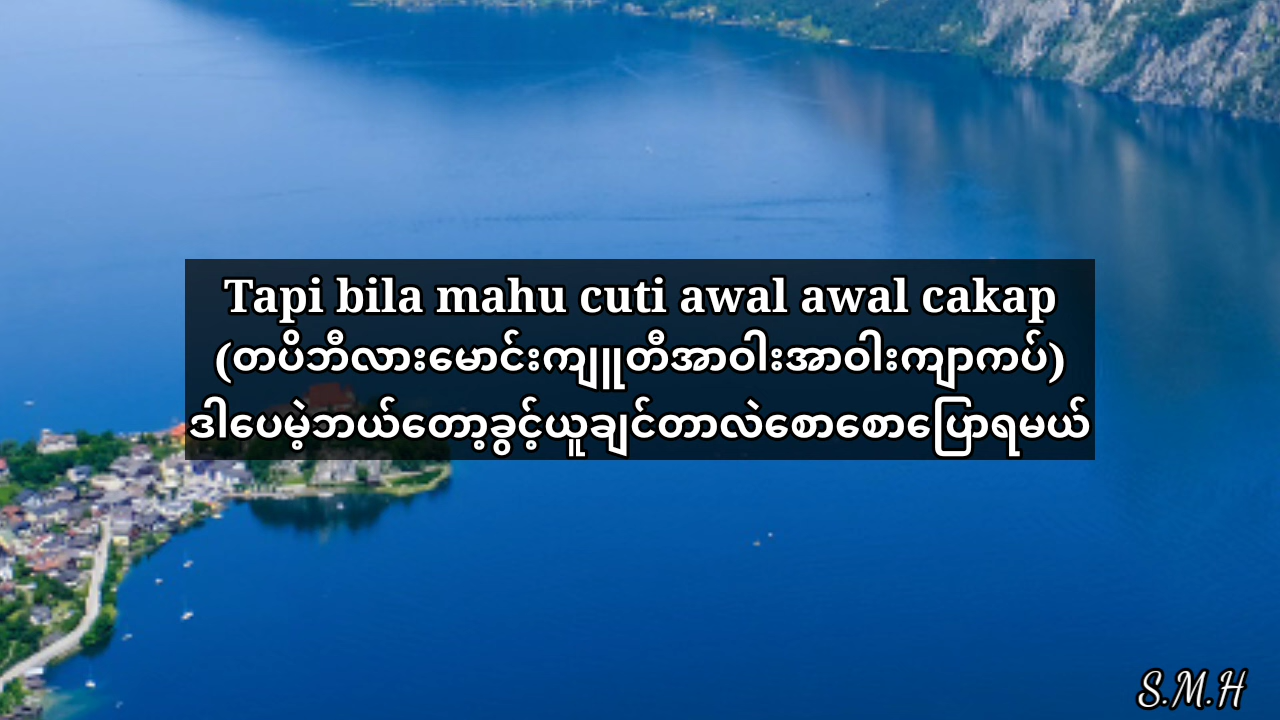 Tapi bila mahu cuti awal awal cakap
(တပိဘီလားမောင်းကျူတီအာဝါးအာဝါးကျာကပ်)
ဒါပေမဲ့ဘယ်တော့ခွင့်ယူချင်တာလဲစောစောပြောရမယ်
S.M.H